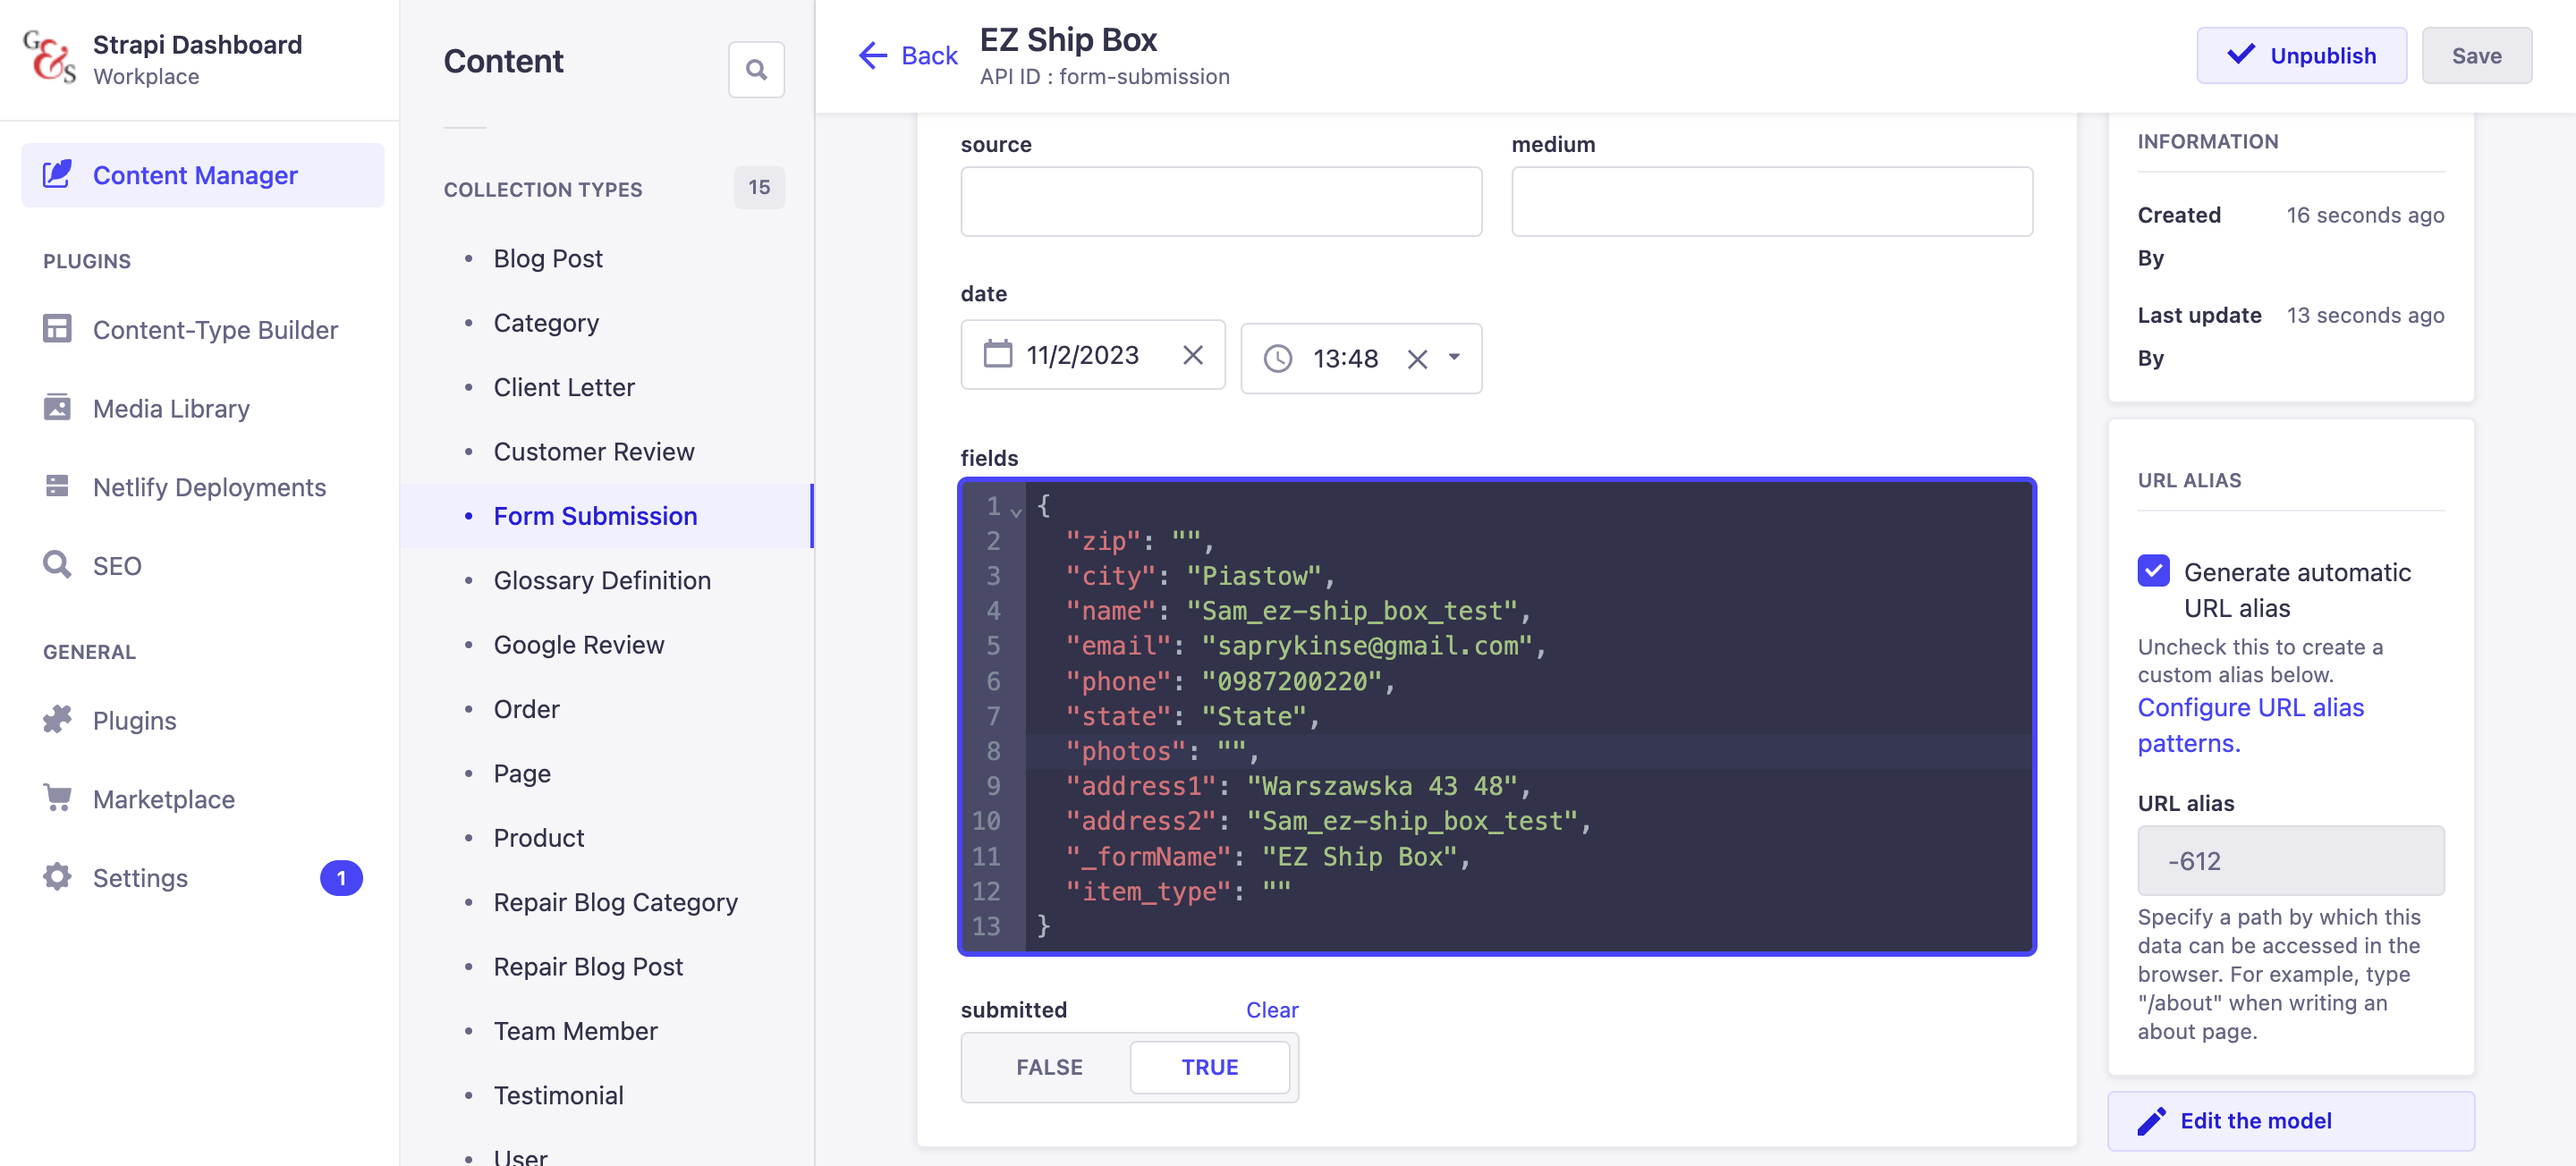 G&S
Strapi Dashboard
Workplace
Content Manager
PLUGINS
Content-Type Builder
Media Library
Netlify Deployments
SEO
GENERAL
Plugins
Marketplace
Settings
1
Content
COLLECTION TYPES
15
Blog Post
Category
Client Letter
Customer Review
Form Submission
Glossary Definition
Google Review
Order
Page
Product
Repair Blog Category
Repair Blog Post
Team Member
Testimonial
User
Back
EZ Ship Box
API ID : form-submission
Unpublish
Save
source
medium
date
11/2/2023
13:48
fields
1 {
2 "zip": "",
3 "city": "Piastow",
4 "name": "Sam_ez-ship_box_test",
5 "email": "saprykinse@gmail.com",
6 "phone": "0987200220",
7 "state": "State",
8 "photos": "",
9 "address1": "Warszawska 43 48",
10 "address2": "Sam_ez-ship_box_test",
11 "_formName": "EZ Ship Box",
12 "item_type": ""
13 }
submitted
Clear
FALSE
TRUE
INFORMATION
Created 16 seconds ago
By
Last update 13 seconds ago
By
URL ALIAS
Generate automatic
URL alias
Uncheck this to create a
custom alias below.
Configure URL alias
patterns.
URL alias
-612
Specify a path by which this
data can be accessed in the
browser. For example, type
"/about" when writing an
about page.
Edit the model